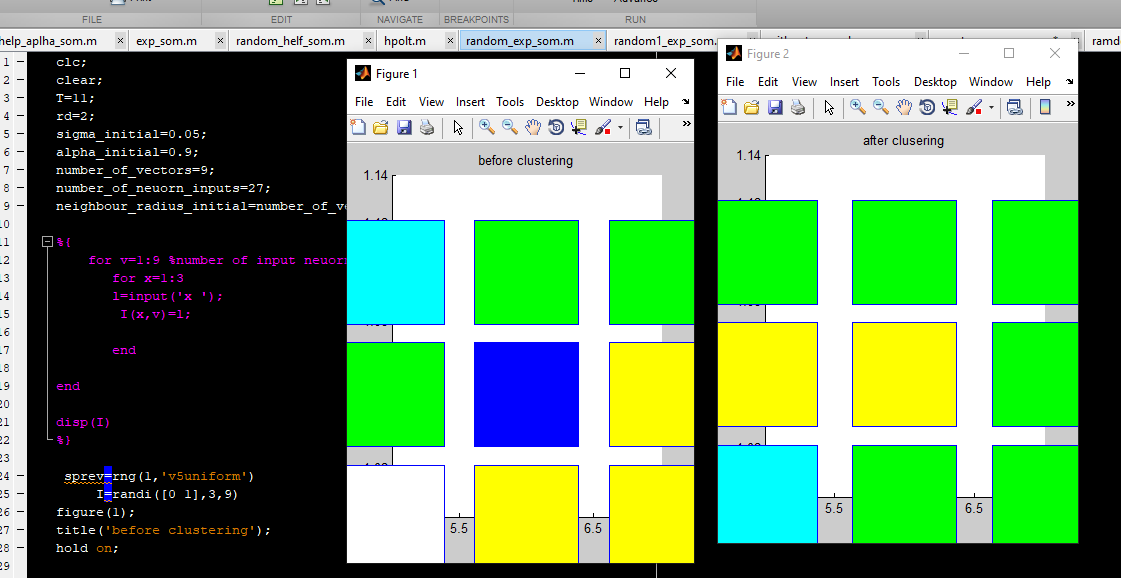 FILE EDIT NAVIGATE BREAKPOINTS RUN
help_aplha_som.m × exp_som.m × random_helf_som.m × hpolt.m × random_exp_som.m × random1_exp_som.
1 clc;
2 clear;
3 T=11;
4 rd=2;
5 sigma_initial=0.05;
6 alpha_initial=0.9;
7 number_of_vectors=9;
8 number_of_neuorn_inputs=27;
9 neighbour_radius_initial=number_of_ve
10
11 %{
12 for v=1:9 %number of input neuorn
13 for x=1:3
14 l=input('x ');
15 I(x,v)=l;
16
17 end
18
19 end
20
21 disp(I)
22 %}
23
24 sprev=rng(1,'v5uniform')
25 I=randi([0 1],3,9)
26 figure(1);
27 title('before clustering');
28 hold on;
29
Figure 1
File Edit View Insert Tools Desktop Window Help
before clustering
1.14
5.5 6.5
Figure 2
File Edit View Insert Tools Desktop Window Help
after clusering
1.14
5.5 6.5